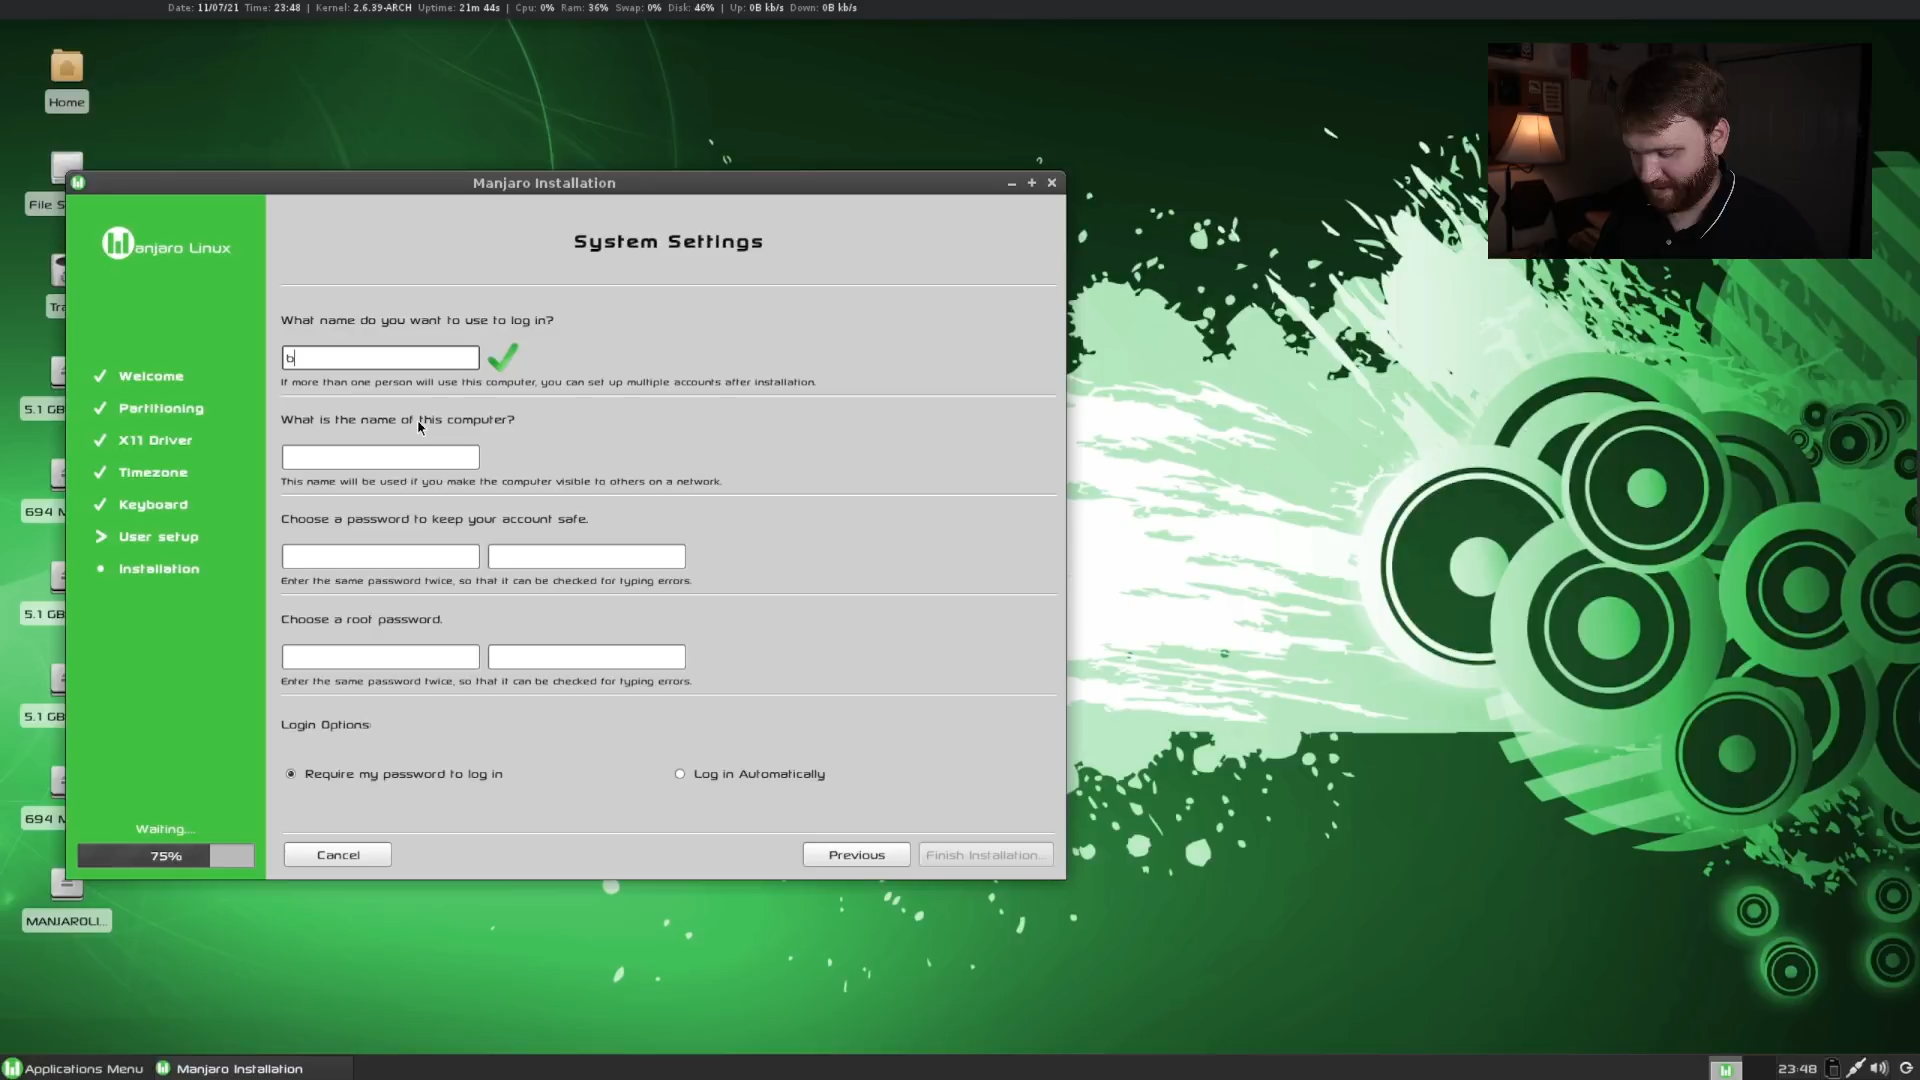 Date: 11/07/21 Time: 23:48 | Kernel: 2.6.39-ARCH Uptime: 21m 44s | Cpu: 0% Ram: 36% Swap: 0% Disk: 46% | Up: 0B kb/s Down: 0B kb/s
Home
File S
Tra
5.1 GB
694 M
5.1 GB
5.1 GB
694 M
MANJAROLI...
Manjaro Installation
Manjaro Linux
Welcome
Partitioning
X11 Driver
Timezone
Keyboard
User setup
Installation
Waiting....
75%
System Settings
What name do you want to use to log in?
b
If more than one person will use this computer, you can set up multiple accounts after installation.
What is the name of this computer?
This name will be used if you make the computer visible to others on a network.
Choose a password to keep your account safe.
Enter the same password twice, so that it can be checked for typing errors.
Choose a root password.
Enter the same password twice, so that it can be checked for typing errors.
Login Options:
Require my password to log in
Log in Automatically
Cancel
Previous
Finish Installation...
Applications Menu
Manjaro Installation
23:48